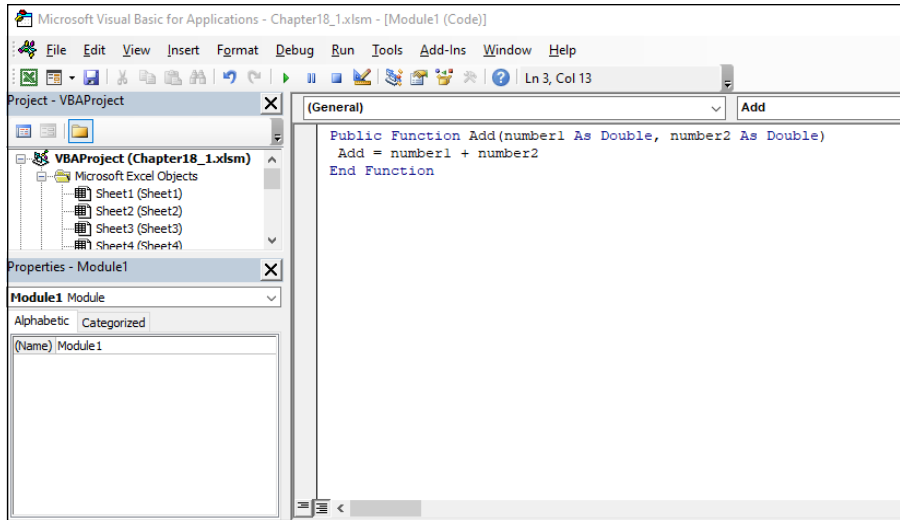 Microsoft Visual Basic for Applications - Chapter18_1.xlsm - [Module1 (Code)]
File Edit View Insert Format Debug Run Tools Add-Ins Window Help
Ln 3, Col 13
Project - VBAProject
VBAProject (Chapter18_1.xlsm)
Microsoft Excel Objects
Sheet1 (Sheet1)
Sheet2 (Sheet2)
Sheet3 (Sheet3)
Sheet4 (Sheet4)
Properties - Module1
Module1 Module
Alphabetic Categorized
(Name) Module1
(General) Add
Public Function Add(number1 As Double, number2 As Double)
Add = number1 + number2
End Function